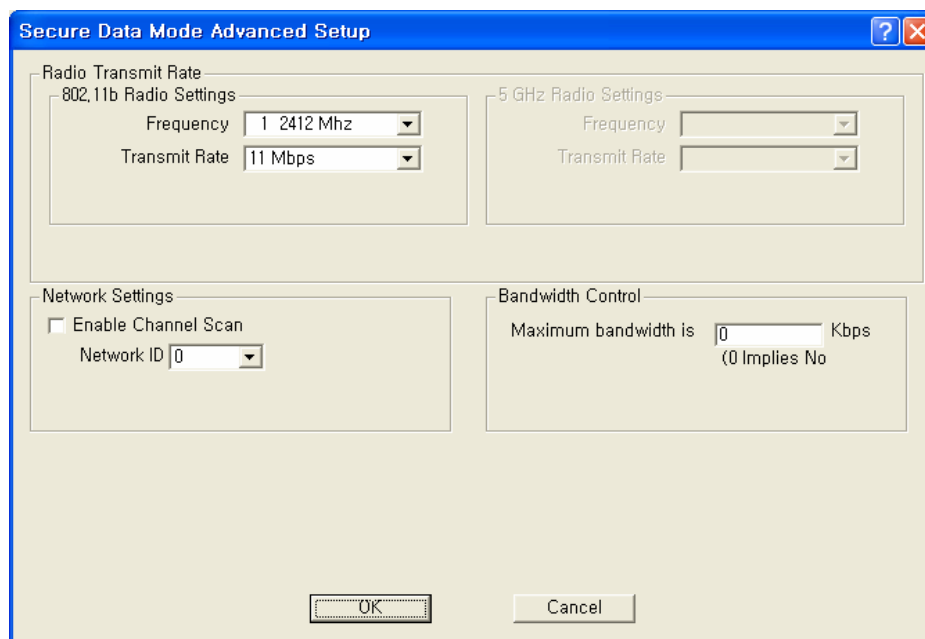 Secure Data Mode Advanced Setup
Radio Transmit Rate
802.11b Radio Settings
Frequency 1 2412 Mhz
Transmit Rate 11 Mbps
5 GHz Radio Settings
Frequency
Transmit Rate
Network Settings
Enable Channel Scan
Network ID 0
Bandwidth Control
Maximum bandwidth is 0 Kbps
(0 Implies No
OK Cancel